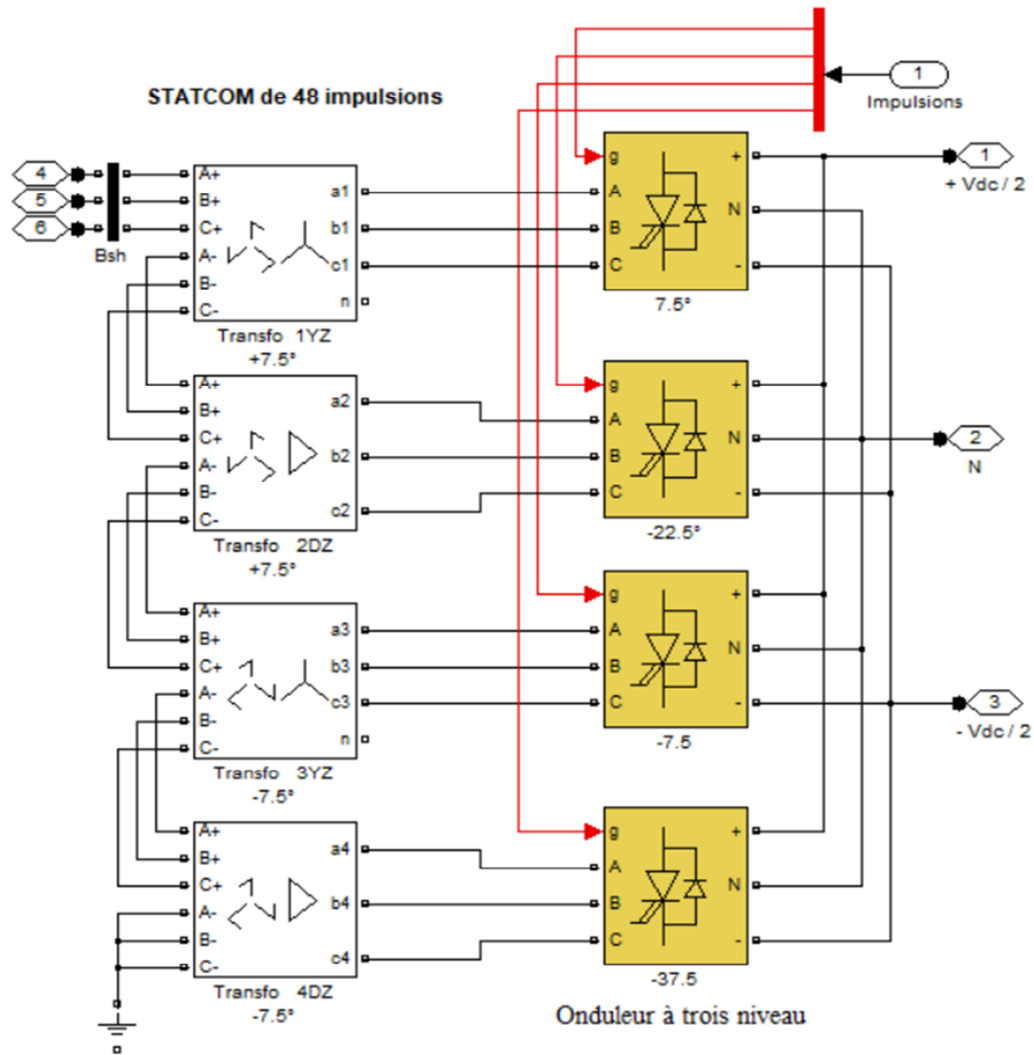 STATCOM de 48 impulsions
1
Impulsions
4
5
6
Bsh
A+
B+
C+
A-
B-
C-
a1
b1
c1
n
Transfo 1YZ
+7.5°
g
A
B
C
+
N
-
7.5°
1
+ Vdc / 2
A+
B+
C+
A-
B-
C-
a2
b2
c2
Transfo 2DZ
+7.5°
g
A
B
C
+
N
-
-22.5°
2
N
A+
B+
C+
A-
B-
C-
a3
b3
c3
n
Transfo 3YZ
-7.5°
g
A
B
C
+
N
-
-7.5
3
- Vdc / 2
A+
B+
C+
A-
B-
C-
a4
b4
c4
Transfo 4DZ
-7.5°
g
A
B
C
+
N
-
-37.5
Onduleur à trois niveau